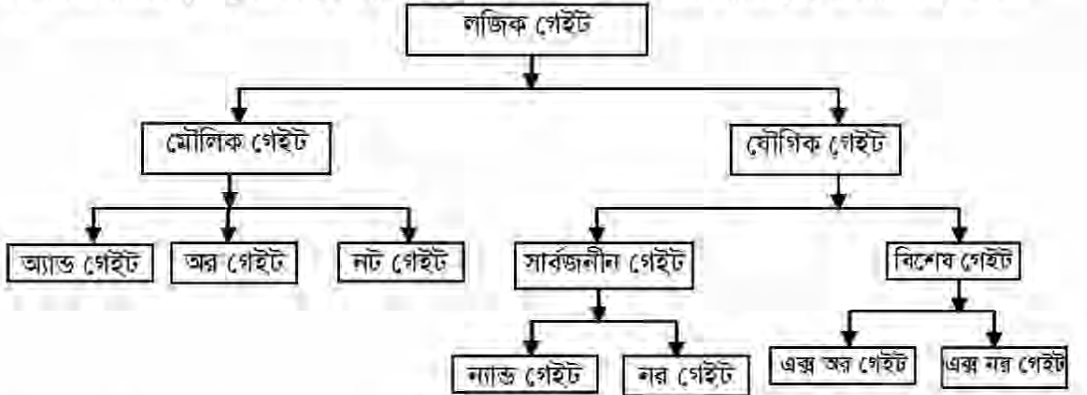 লজিক গেইট
মৌলিক গেইট
যৌগিক গেইট
অ্যান্ড গেইট
অর গেইট
নট গেইট
সার্বজনীন গেইট
বিশেষ গেইট
ন্যান্ড গেইট
নর গেইট
এক্স অর গেইট
এক্স নর গেইট